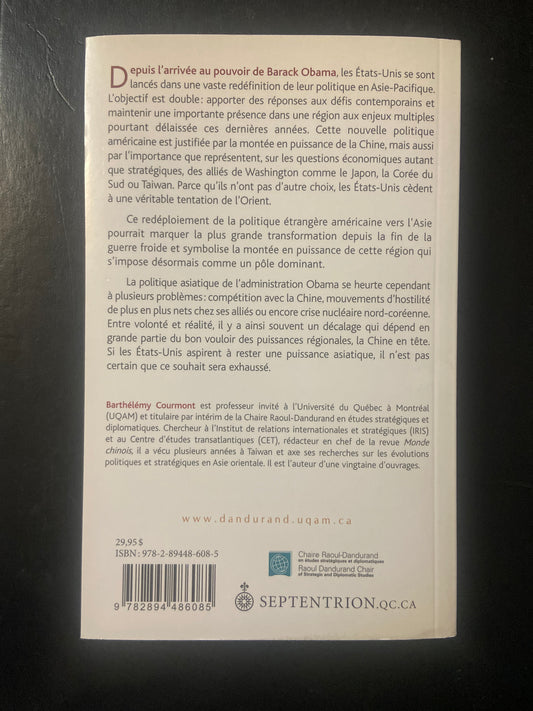 Depuis l'arrivée au pouvoir de Barack Obama, les États-Unis se sont
lancés dans une vaste redéfinition de leur politique en Asie-Pacifique.
L'objectif est double : apporter des réponses aux défis contemporains et
maintenir une importante présence dans une région aux enjeux multiples
pourtant délaissée ces dernières années. Cette nouvelle politique
américaine est justifiée par la montée en puissance de la Chine, mais aussi
par l'importance que représentent, sur les questions économiques autant
que stratégiques, des alliés de Washington comme le Japon, la Corée du
Sud ou Taiwan. Parce qu'ils n'ont pas d'autre choix, les États-Unis cèdent
à une véritable tentation de l'Orient.
Ce redéploiement de la politique étrangère américaine vers l'Asie
pourrait marquer la plus grande transformation depuis la fin de la
guerre froide et symbolise la montée en puissance de cette région qui
s'impose désormais comme un pôle dominant.
La politique asiatique de l'administration Obama se heurte cependant
à plusieurs problèmes : compétition avec la Chine, mouvements d'hostilité
de plus en plus nets chez ses alliés ou encore crise nucléaire nord-coréenne.
Entre volonté et réalité, il y a ainsi souvent un décalage qui dépend en
grande partie du bon vouloir des puissances régionales, la Chine en tête.
Si les États-Unis aspirent à rester une puissance asiatique, il n'est pas
certain que ce souhait sera exhaussé.
Barthélémy Courmont est professeur invité à l'Université du Québec à Montréal
(UQAM) et titulaire par intérim de la Chaire Raoul-Dandurand en études stratégiques et
diplomatiques. Chercheur à l'Institut de relations internationales et stratégiques (IRIS)
et au Centre d'études transatlantiques (CET), rédacteur en chef de la revue Monde
chinois, il a vécu plusieurs années à Taiwan et axe ses recherches sur les évolutions
politiques et stratégiques en Asie orientale. Il est l'auteur d'une vingtaine d'ouvrages.
www.dandurand.uqam.ca
29,95 $
ISBN : 978-2-89448-608-5
9 782894 486085
Chaire Raoul-Dandurand
en études stratégiques et diplomatiques
Raoul Dandurand Chair
of Strategic and Diplomatic Studies
SEPTENTRION.QC.CA